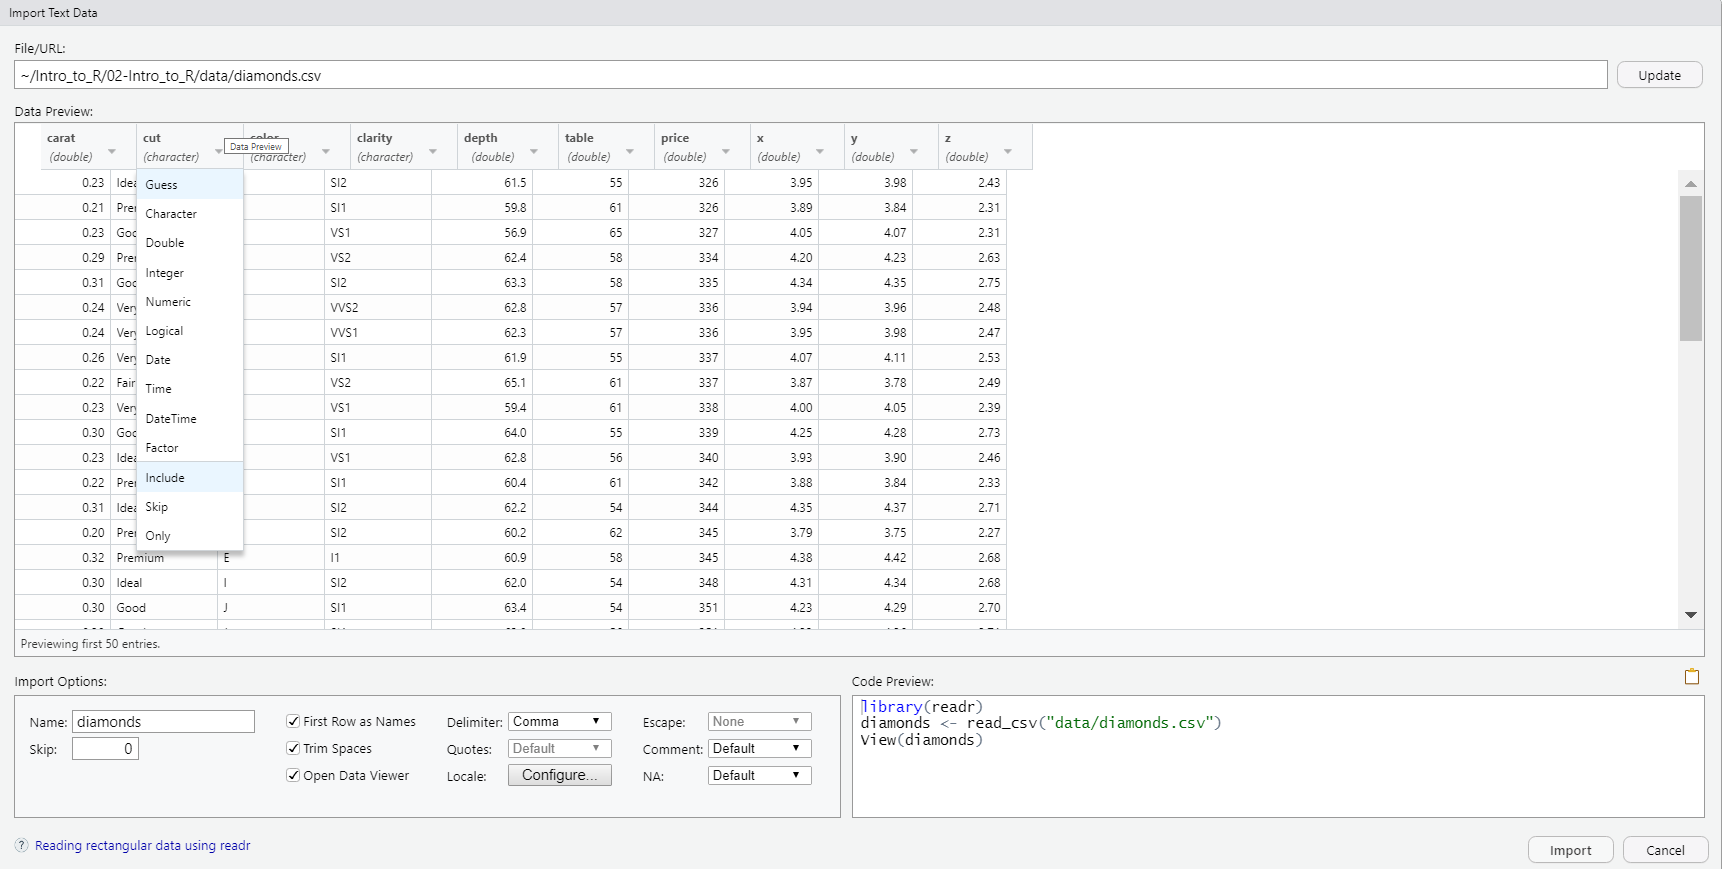 Import Text Data
File/URL:
~/Intro_to_R/02-Intro_to_R/data/diamonds.csv Update
Data Preview:
carat cut color clarity depth table price x y z
(double) (character) (character) (character) (double) (double) (double) (double) (double) (double)
Data Preview
0.23 SI2 61.5 55 326 3.95 3.98 2.43
0.21 SI1 59.8 61 326 3.89 3.84 2.31
0.23 VS1 56.9 65 327 4.05 4.07 2.31
0.29 VS2 62.4 58 334 4.20 4.23 2.63
0.31 SI2 63.3 58 335 4.34 4.35 2.75
0.24 VVS2 62.8 57 336 3.94 3.96 2.48
0.24 VVS1 62.3 57 336 3.95 3.98 2.47
0.26 SI1 61.9 55 337 4.07 4.11 2.53
0.22 Fair VS2 65.1 61 337 3.87 3.78 2.49
0.23 VS1 59.4 61 338 4.00 4.05 2.39
0.30 SI1 64.0 55 339 4.25 4.28 2.73
0.23 VS1 62.8 56 340 3.93 3.90 2.46
0.22 SI1 60.4 61 342 3.88 3.84 2.33
0.31 SI2 62.2 54 344 4.35 4.37 2.71
0.20 SI2 60.2 62 345 3.79 3.75 2.27
0.32 Premium E I1 60.9 58 345 4.38 4.42 2.68
0.30 Ideal I SI2 62.0 54 348 4.31 4.34 2.68
0.30 Good J SI1 63.4 54 351 4.23 4.29 2.70
Guess
Character
Double
Integer
Numeric
Logical
Date
Time
DateTime
Factor
Include
Skip
Only
Previewing first 50 entries.
Import Options:
Name: diamonds
Skip: 0
First Row as Names
Trim Spaces
Open Data Viewer
Delimiter: Comma
Quotes: Default
Locale: Configure...
Escape: None
Comment: Default
NA: Default
Code Preview:
library(readr)
diamonds <- read_csv("data/diamonds.csv")
View(diamonds)
? Reading rectangular data using readr
Import Cancel